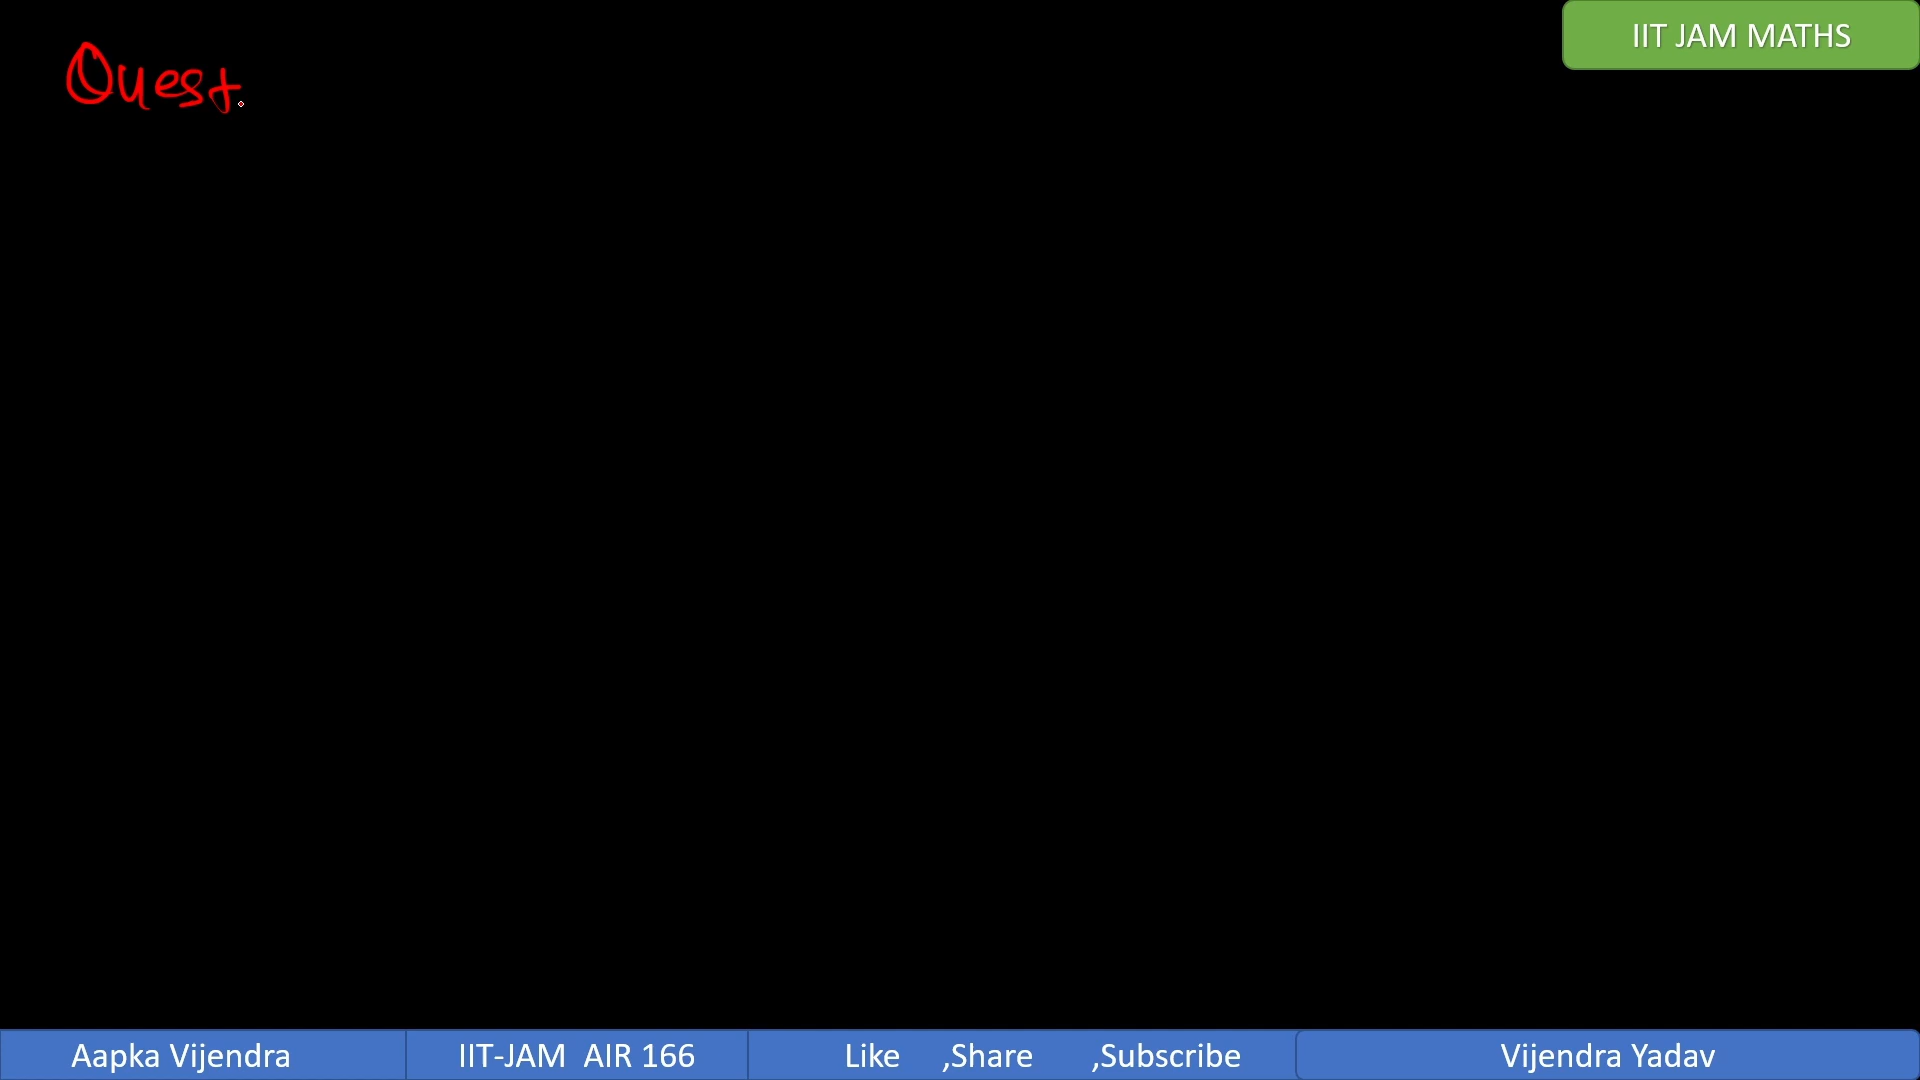 IIT JAM MATHS
Quest.
Aapka Vijendra
IIT-JAM AIR 166
Like ,Share ,Subscribe
Vijendra Yadav